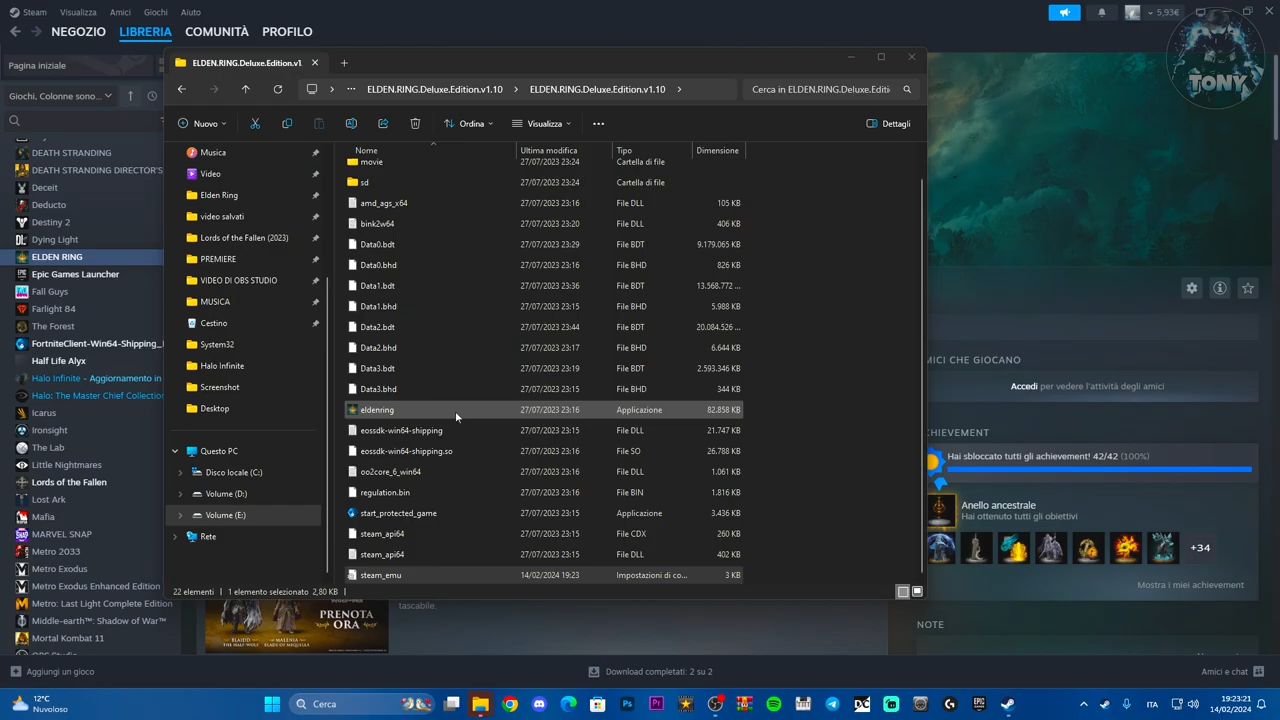 Steam Visualizza Amici Giochi Aiuto
5,93€
NEGOZIO LIBRERIA COMUNITÀ PROFILO
TONY
Pagina iniziale
Giochi, Colonne sonor...
DEATH STRANDING
DEATH STRANDING DIRECTOR'S
Deceit
Deducto
Destiny 2
Dying Light
ELDEN RING
Epic Games Launcher
Fall Guys
Farlight 84
The Forest
FortniteClient-Win64-Shipping_
Half Life Alyx
Halo Infinite - Aggiornamento in
Halo: The Master Chief Collection
Icarus
Ironsight
The Lab
Little Nightmares
Lords of the Fallen
Lost Ark
Mafia
MARVEL SNAP
Metro 2033
Metro Exodus
Metro Exodus Enhanced Edition
Metro: Last Light Complete Edition
Middle-earth™: Shadow of War™
Mortal Kombat 11
OBS Studio
ELDEN.RING.Deluxe.Edition.v1
ELDEN.RING.Deluxe.Edition.v1.10 ELDEN.RING.Deluxe.Edition.v1.10
Cerca in ELDEN.RING.Deluxe.Editi
Nuovo Ordina Visualizza Dettagli
Musica
Video
Elden Ring
video salvati
Lords of the Fallen (2023)
PREMIERE
VIDEO DI OBS STUDIO
MUSICA
Cestino
System32
Halo Infinite
Screenshot
Desktop
Questo PC
Disco locale (C:)
Volume (D:)
Volume (E:)
Rete
Nome Ultima modifica Tipo Dimensione
movie 27/07/2023 23:24 Cartella di file
sd 27/07/2023 23:24 Cartella di file
amd_ags_x64 27/07/2023 23:16 File DLL 105 KB
bink2w64 27/07/2023 23:20 File DLL 406 KB
Data0.bdt 27/07/2023 23:29 File BDT 9.179.065 KB
Data0.bhd 27/07/2023 23:16 File BHD 826 KB
Data1.bdt 27/07/2023 23:36 File BDT 13.568.772 ...
Data1.bhd 27/07/2023 23:16 File BHD 5.988 KB
Data2.bdt 27/07/2023 23:44 File BDT 20.084.526 ...
Data2.bhd 27/07/2023 23:17 File BHD 6.644 KB
Data3.bdt 27/07/2023 23:19 File BDT 2.593.346 KB
Data3.bhd 27/07/2023 23:15 File BHD 344 KB
eldenring 27/07/2023 23:16 Applicazione 82.858 KB
eossdk-win64-shipping 27/07/2023 23:15 File DLL 21.747 KB
eossdk-win64-shipping.so 27/07/2023 23:15 File SO 26.788 KB
oo2core_6_win64 27/07/2023 23:16 File DLL 1.061 KB
regulation.bin 27/07/2023 23:16 File BIN 1.816 KB
start_protected_game 27/07/2023 23:15 Applicazione 3.436 KB
steam_api64 27/07/2023 23:15 File CDX 260 KB
steam_api64 27/07/2023 23:15 File DLL 402 KB
steam_emu 14/02/2024 19:23 Impostazioni di co... 3 KB
22 elementi 1 elemento selezionato 2,80 KB
MICI CHE GIOCANO
Accedi per vedere l'attività degli amici
ACHIEVEMENT
Hai sbloccato tutti gli achievement! 42/42 (100%)
Anello ancestrale
Hai ottenuto tutti gli obiettivi
+34
Mostra i miei achievement
NOTE
PRENOTA
ORA
BLAIDD
THE HALF-WOLF
MALENIA
BLADE OF MIQUELLA
tascabile.
Aggiungi un gioco Download completati: 2 su 2 Amici e chat
12°C
Nuvoloso
Cerca
ITA
19:23:21
14/02/2024